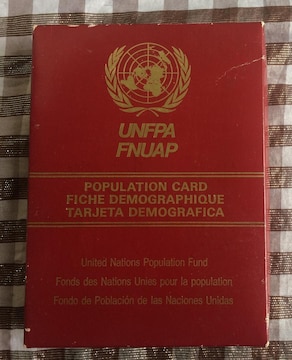 UNFPA
FNUAP
POPULATION CARD
FICHE DEMOGRAPHIQUE
TARJETA DEMOGRAFICA
United Nations Population Fund
Fonds des Nations Unies pour la population
Fondo de Población de las Naciones Unidas